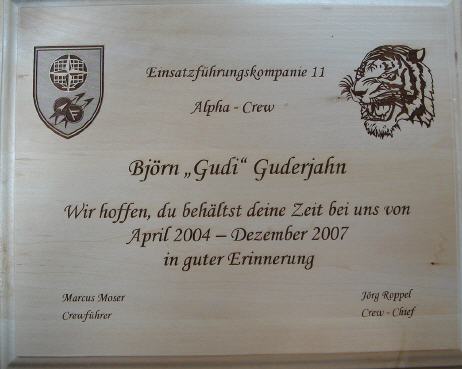 Einsatzführungskompanie 11
Alpha - Crew
Björn „Gudi“ Guderjahn
Wir hoffen, du behältst deine Zeit bei uns von
April 2004 – Dezember 2007
in guter Erinnerung
Marcus Moser
Crewführer
Jörg Roppel
Crew - Chief